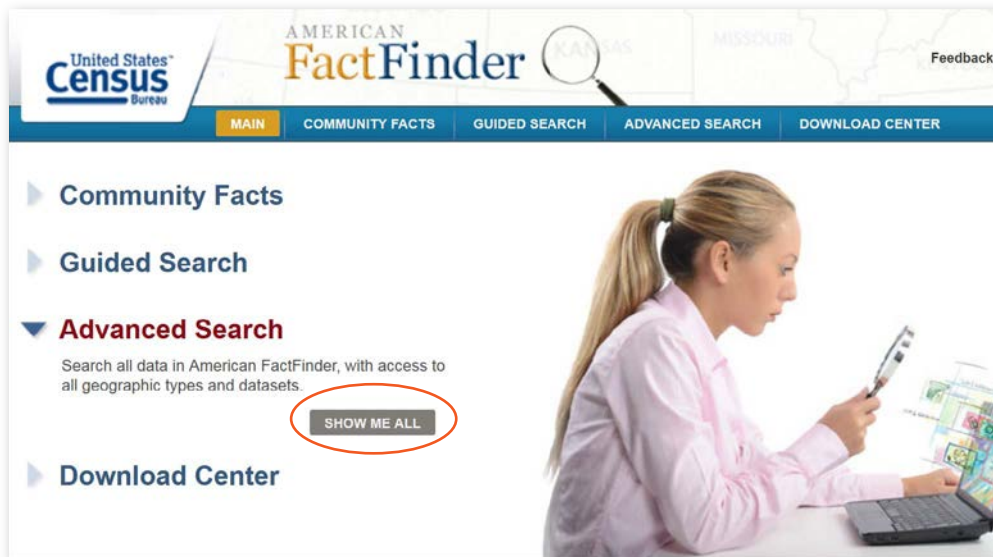 United States™
Census
Bureau
AMERICAN
FactFinder
KANSAS
MISSOURI
Feedback
MAIN
COMMUNITY FACTS
GUIDED SEARCH
ADVANCED SEARCH
DOWNLOAD CENTER
Community Facts
Guided Search
Advanced Search
Search all data in American FactFinder, with access to
all geographic types and datasets.
SHOW ME ALL
Download Center